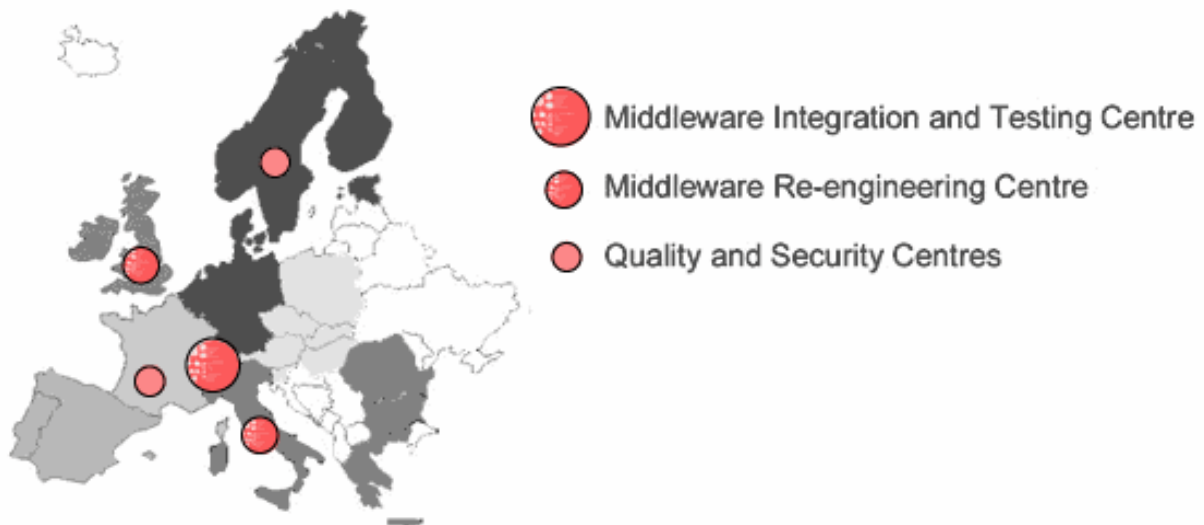 Middleware Integration and Testing Centre
Middleware Re-engineering Centre
Quality and Security Centres